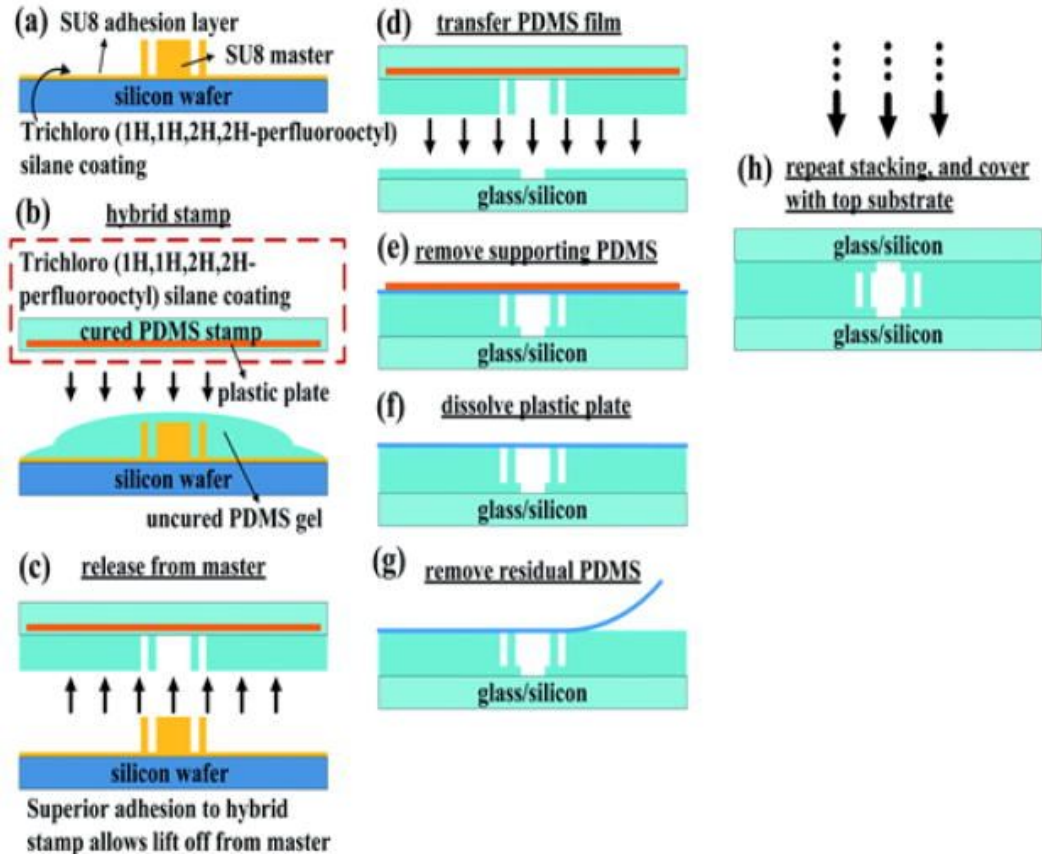 (a)
SU8 adhesion layer
SU8 master
silicon wafer
Trichloro (1H,1H,2H,2H-perfluorooctyl)
silane coating
(b) hybrid stamp
Trichloro (1H,1H,2H,2H-
perfluorooctyl) silane coating
cured PDMS stamp
plastic plate
silicon wafer
uncured PDMS gel
(c) release from master
silicon wafer
Superior adhesion to hybrid
stamp allows lift off from master
(d) transfer PDMS film
glass/silicon
(e) remove supporting PDMS
glass/silicon
(f) dissolve plastic plate
glass/silicon
(g) remove residual PDMS
glass/silicon
(h) repeat stacking, and cover
with top substrate
glass/silicon
glass/silicon